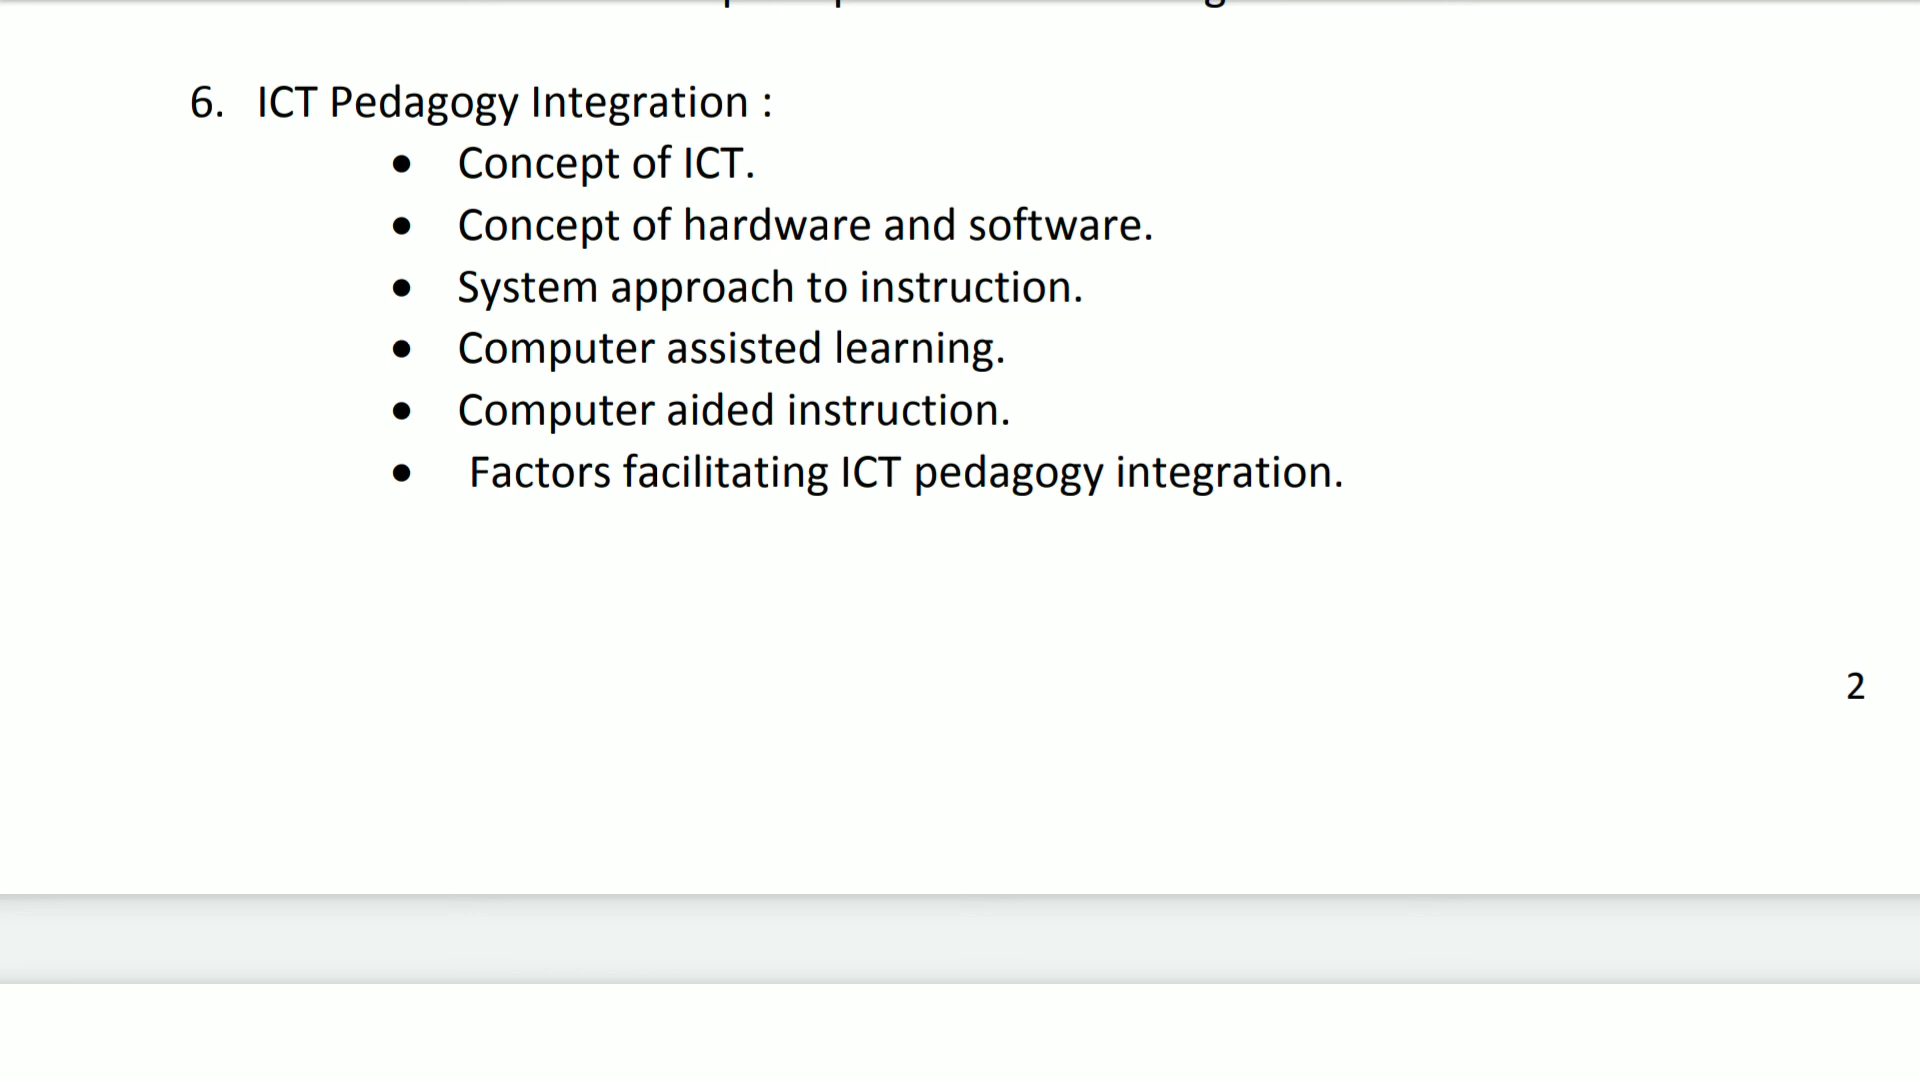 6. ICT Pedagogy Integration :
• Concept of ICT.
• Concept of hardware and software.
• System approach to instruction.
• Computer assisted learning.
• Computer aided instruction.
• Factors facilitating ICT pedagogy integration.
2